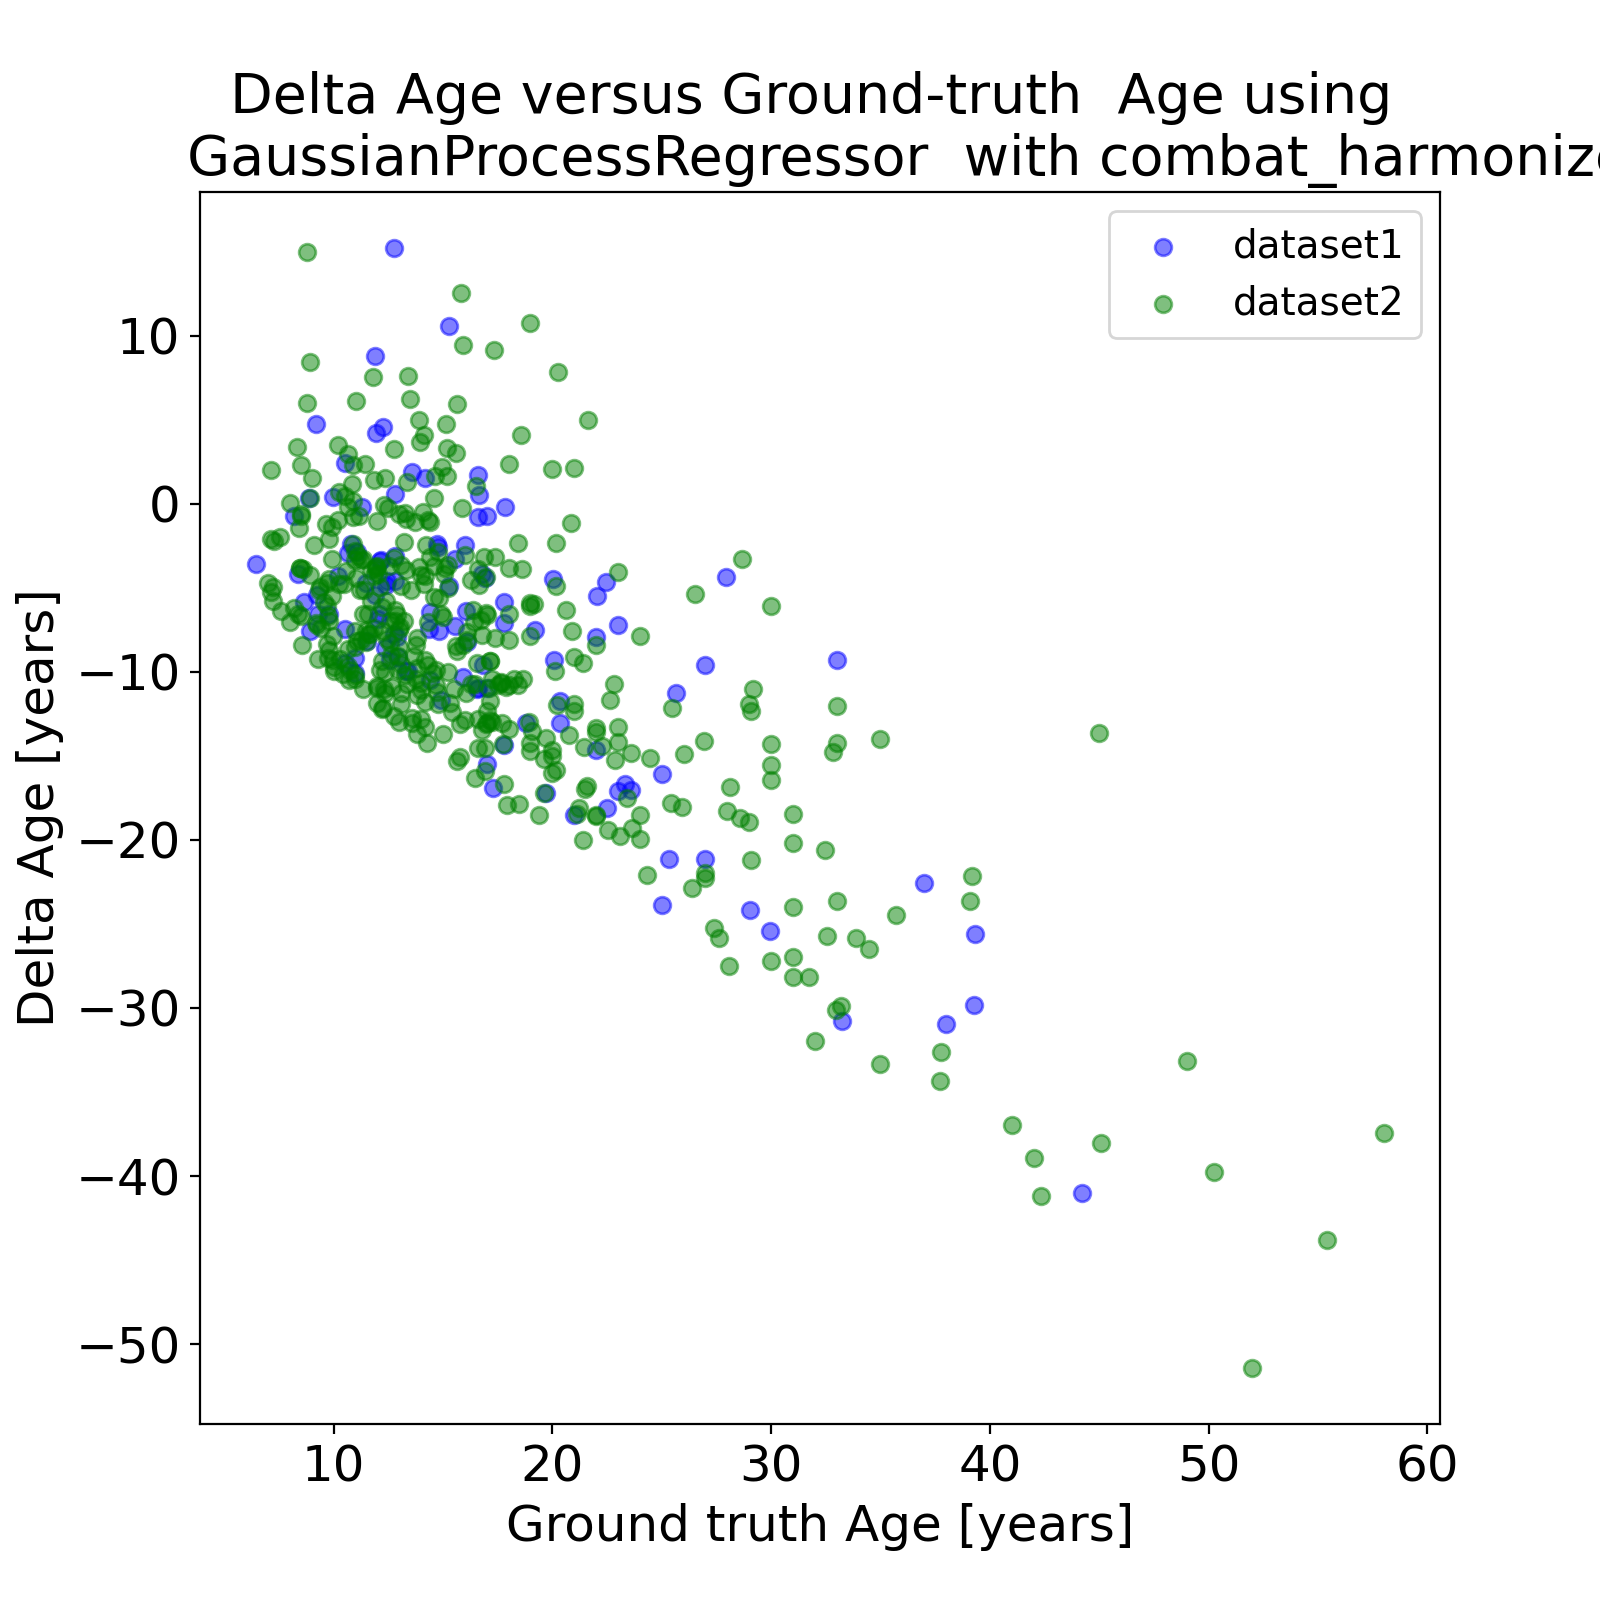 Delta Age versus Ground-truth  Age using
GaussianProcessRegressor  with combat_harmoniz
dataset1
dataset2
Delta Age [years]
10
0
−10
−20
−30
−40
−50
10 20 30 40 50 60
Ground truth Age [years]